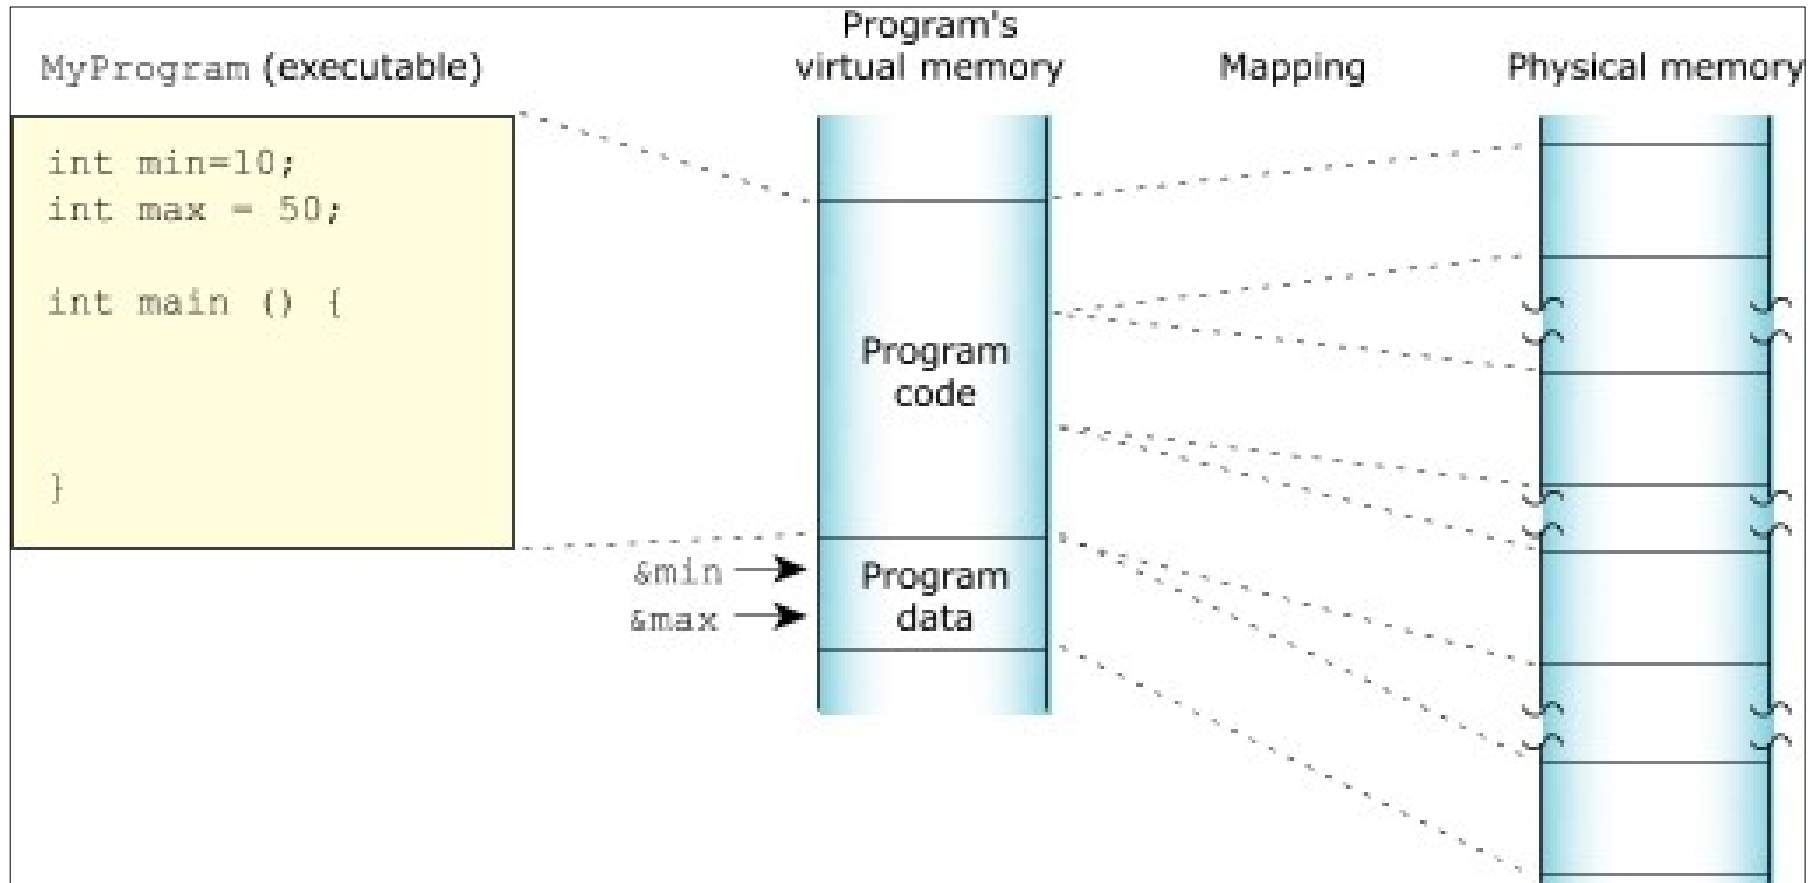 MyProgram (executable)
Program's
virtual memory
Mapping
Physical memory
int min=10;
int max = 50;
int main () {
}
Program
code
&min
&max
Program
data